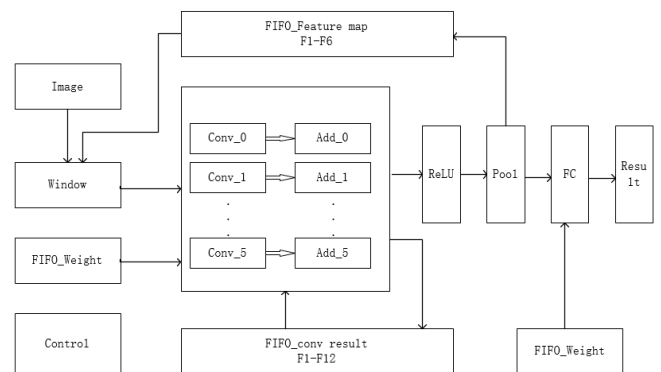 FIFO_Feature map
F1-F6
Image
Conv_0
Add_0
Window
Conv_1
Add_1
ReLU
Pool
FC
Resu
lt
.
.
.
.
FIFO_Weight
Conv_5
Add_5
Control
FIFO_conv result
F1-F12
FIFO_Weight